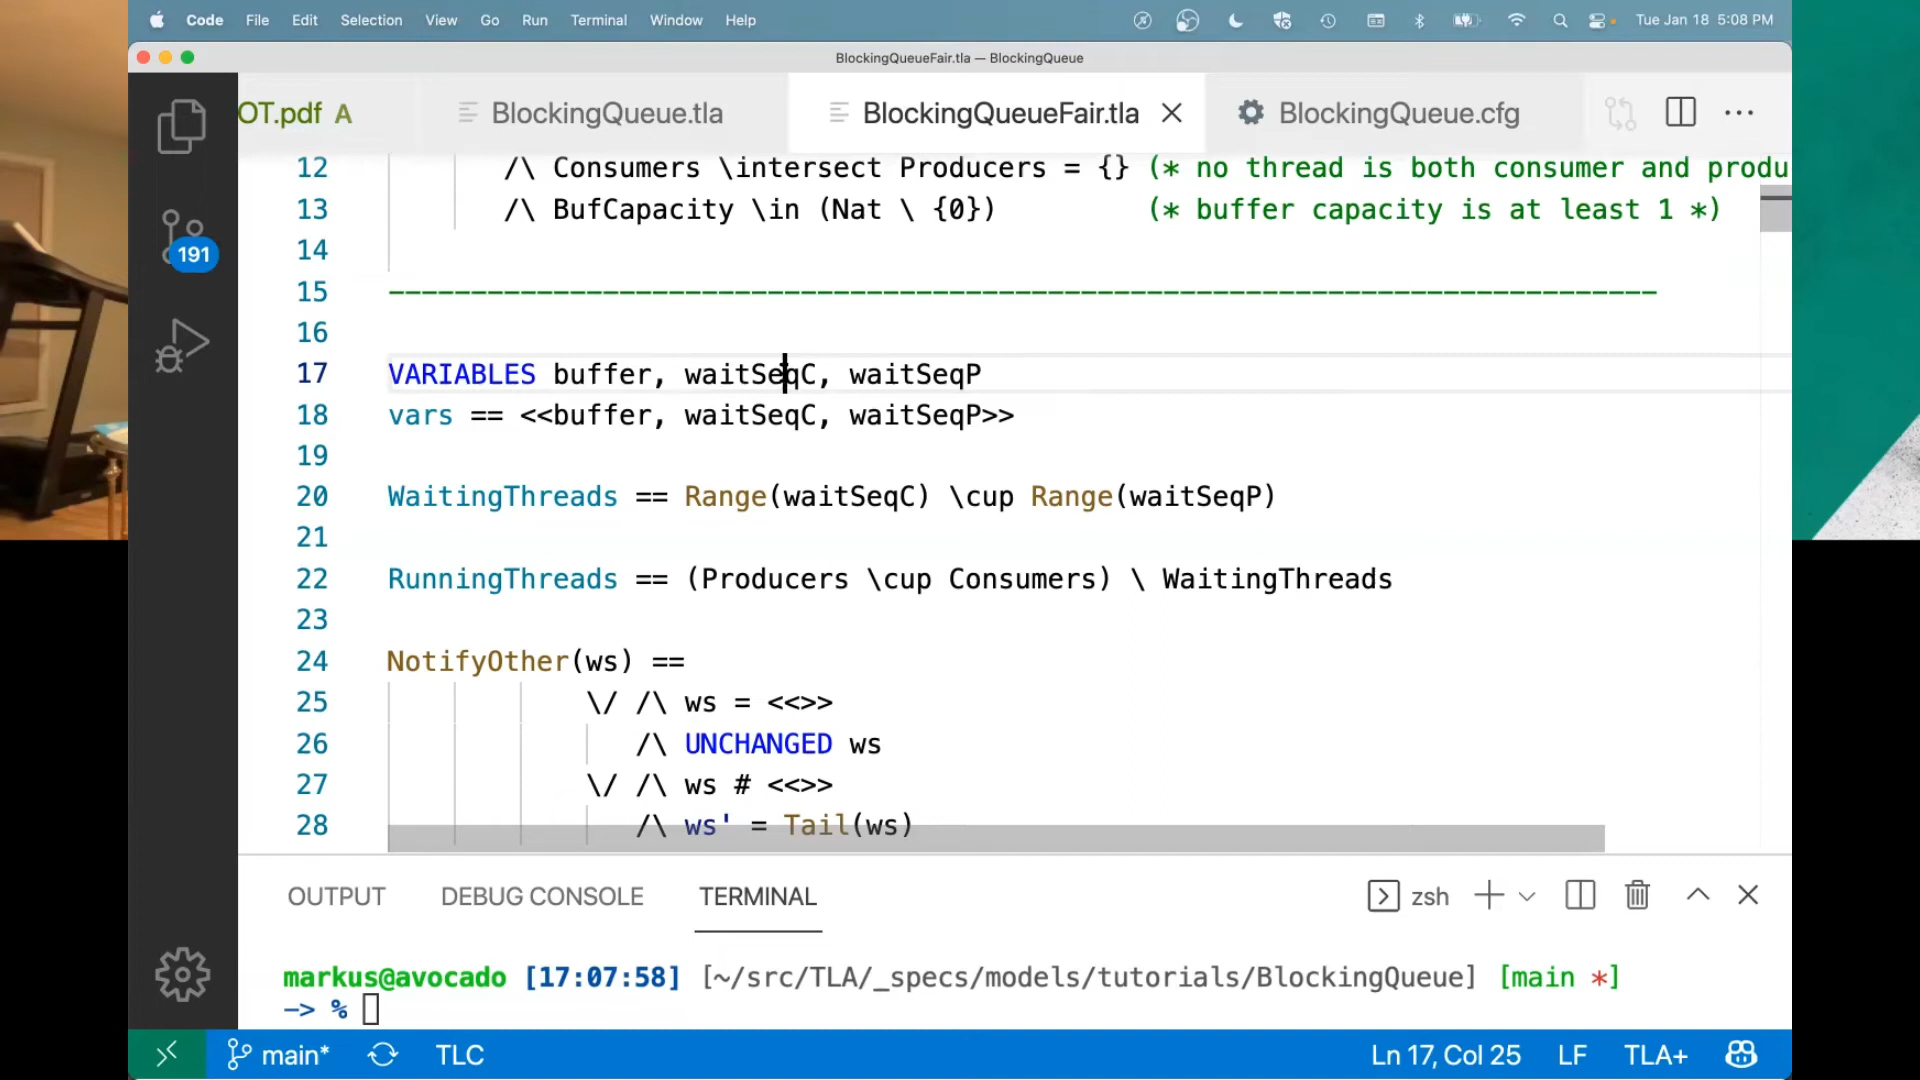 Code File Edit Selection View Go Run Terminal Window Help Tue Jan 18 5:08 PM
BlockingQueueFair.tla — BlockingQueue
OT.pdf A BlockingQueue.tla BlockingQueueFair.tla BlockingQueue.cfg
12 /\ Consumers \intersect Producers = {} (* no thread is both consumer and produ
13 /\ BufCapacity \in (Nat \ {0}) (* buffer capacity is at least 1 *)
14
15 -----------------------------------------------------------------------------
16
17 VARIABLES buffer, waitSeqC, waitSeqP
18 vars == <<buffer, waitSeqC, waitSeqP>>
19
20 WaitingThreads == Range(waitSeqC) \cup Range(waitSeqP)
21
22 RunningThreads == (Producers \cup Consumers) \ WaitingThreads
23
24 NotifyOther(ws) ==
25 \/ /\ ws = <<>>
26 /\ UNCHANGED ws
27 \/ /\ ws # <<>>
28 /\ ws' = Tail(ws)
191
OUTPUT DEBUG CONSOLE TERMINAL zsh
markus@avocado [17:07:58] [~/src/TLA/_specs/models/tutorials/BlockingQueue] [main *]
—> %
main* TLC Ln 17, Col 25 LF TLA+